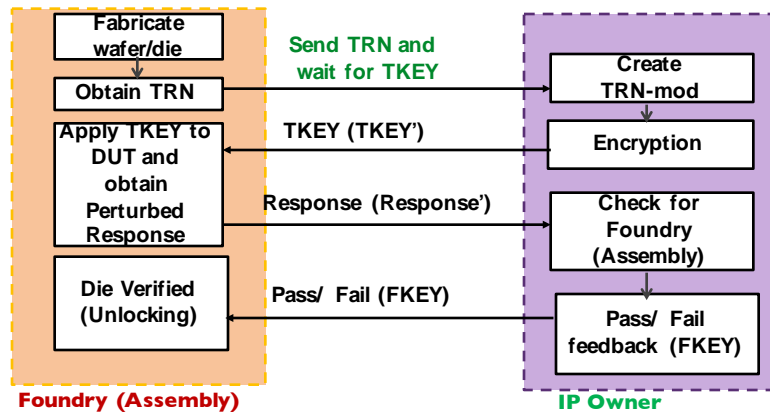 Fabricate
wafer/die
Obtain TRN
Apply TKEY to
DUT and
obtain
Perturbed
Response
Die Verified
(Unlocking)
Foundry (Assembly)
Send TRN and
wait for TKEY
TKEY (TKEY’)
Response (Response’)
Pass/ Fail (FKEY)
Create
TRN-mod
Encryption
Check for
Foundry
(Assembly)
Pass/ Fail
feedback (FKEY)
IP Owner